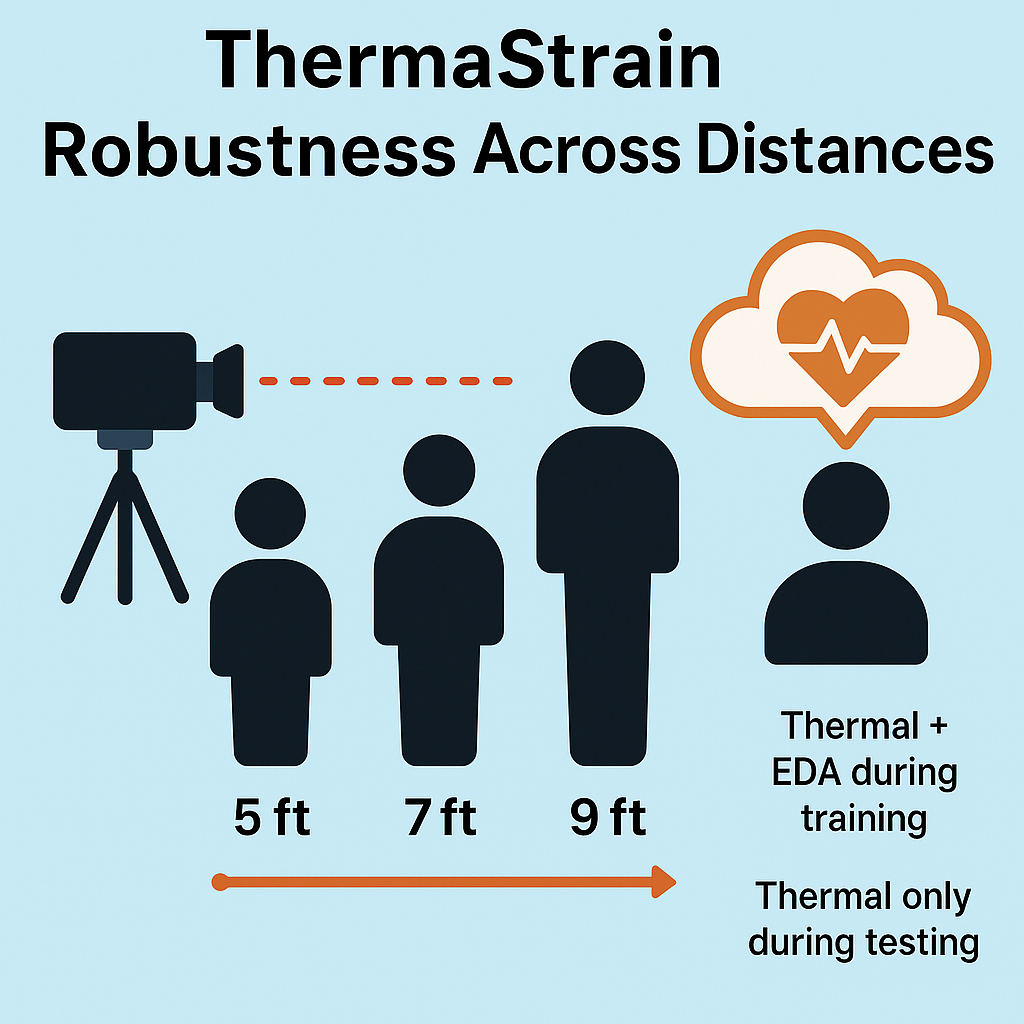 ThermaStrain
Robustness Across Distances
5 ft
7 ft
9 ft
Thermal +
EDA during
training
Thermal only
during testing